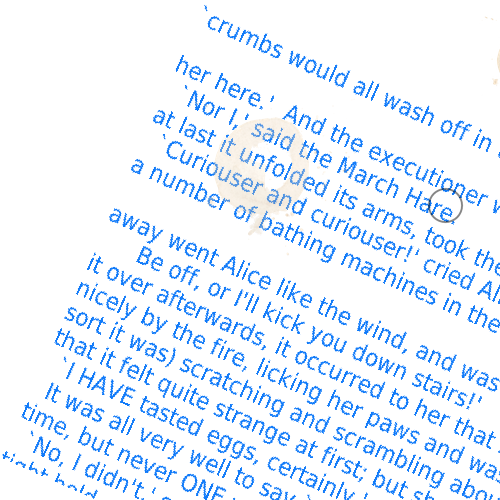 `crumbs would all wash off in
her here.'  And the executioner
`Nor I,' said the March Hare.
at last it unfolded its arms, took the
`Curiouser and curiouser!' cried
a number of bathing machines in the
away went Alice like the wind, and was
Be off, or I'll kick you down stairs!'
it over afterwards, it occurred to her that
nicely by the fire, licking her paws and
sort it was) scratching and scrambling
that it felt quite strange at first; but
`I HAVE tasted eggs, certainly
It was all very well to say
time, but never ONE
`No, I didn't,
tight hold